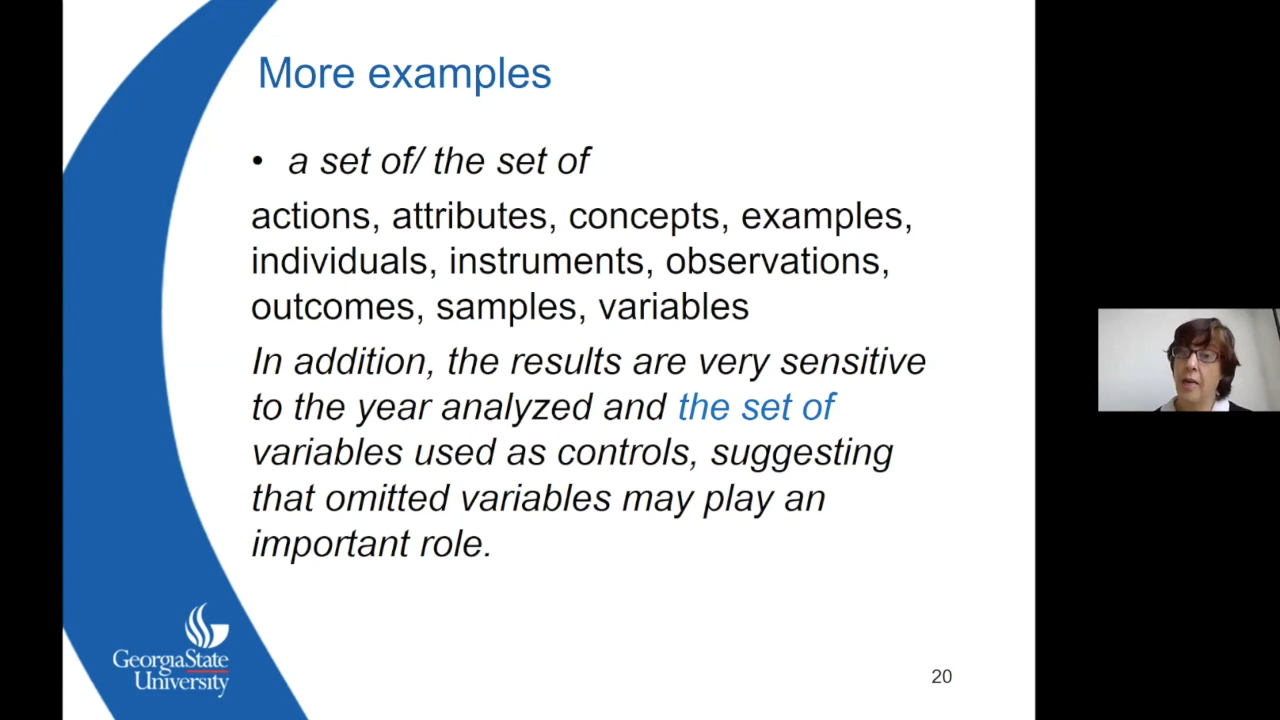 More examples
• a set of/ the set of
actions, attributes, concepts, examples,
individuals, instruments, observations,
outcomes, samples, variables
In addition, the results are very sensitive
to the year analyzed and the set of
variables used as controls, suggesting
that omitted variables may play an
important role.
GeorgiaState
University
20